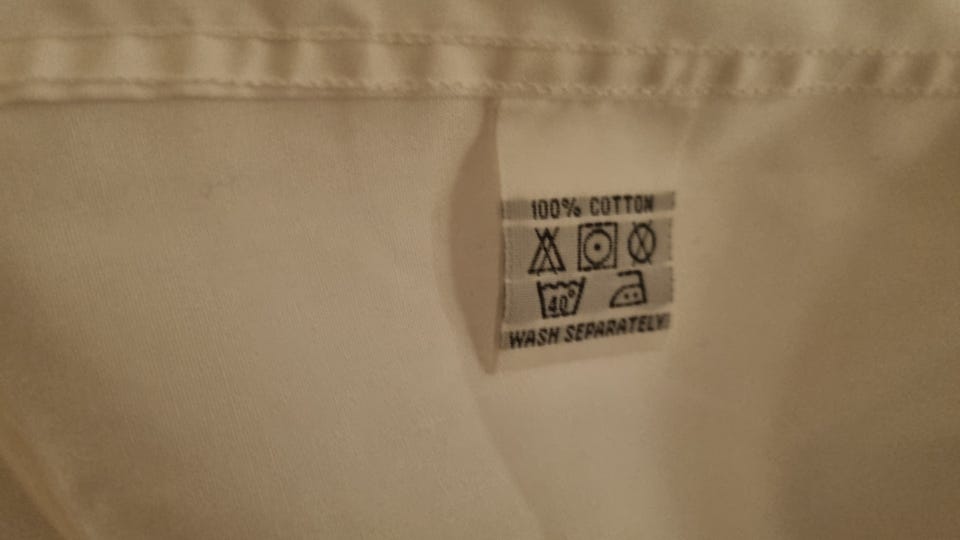 100% COTTON
40°
WASH SEPARATELY